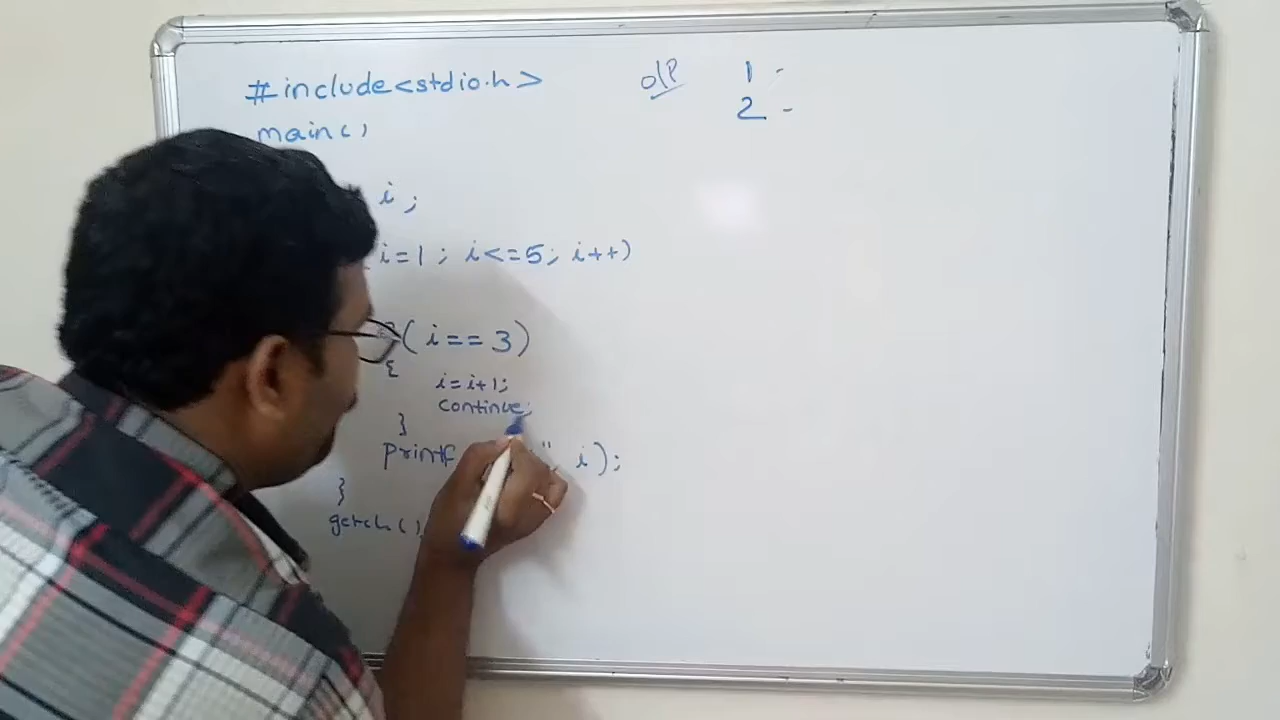 #include<stdio.h> o/p 1 -
main() 2 -
i ;
i=1 ; i<=5; i++)
( i == 3 )
{
i=i+1;
continue;
}
printf " , i );
}
getch()